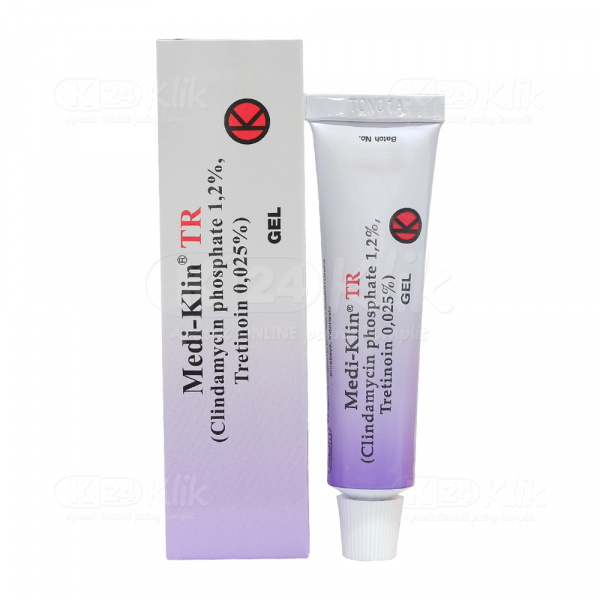 K
Medi-Klin® TR
(Clindamycin phosphate 1,2%,
Tretinoin 0,025%)
GEL
Batch No.
K
Medi-Klin® TR
(Clindamycin phosphate 1,2%,
Tretinoin 0,025%)
GEL
K24Klik